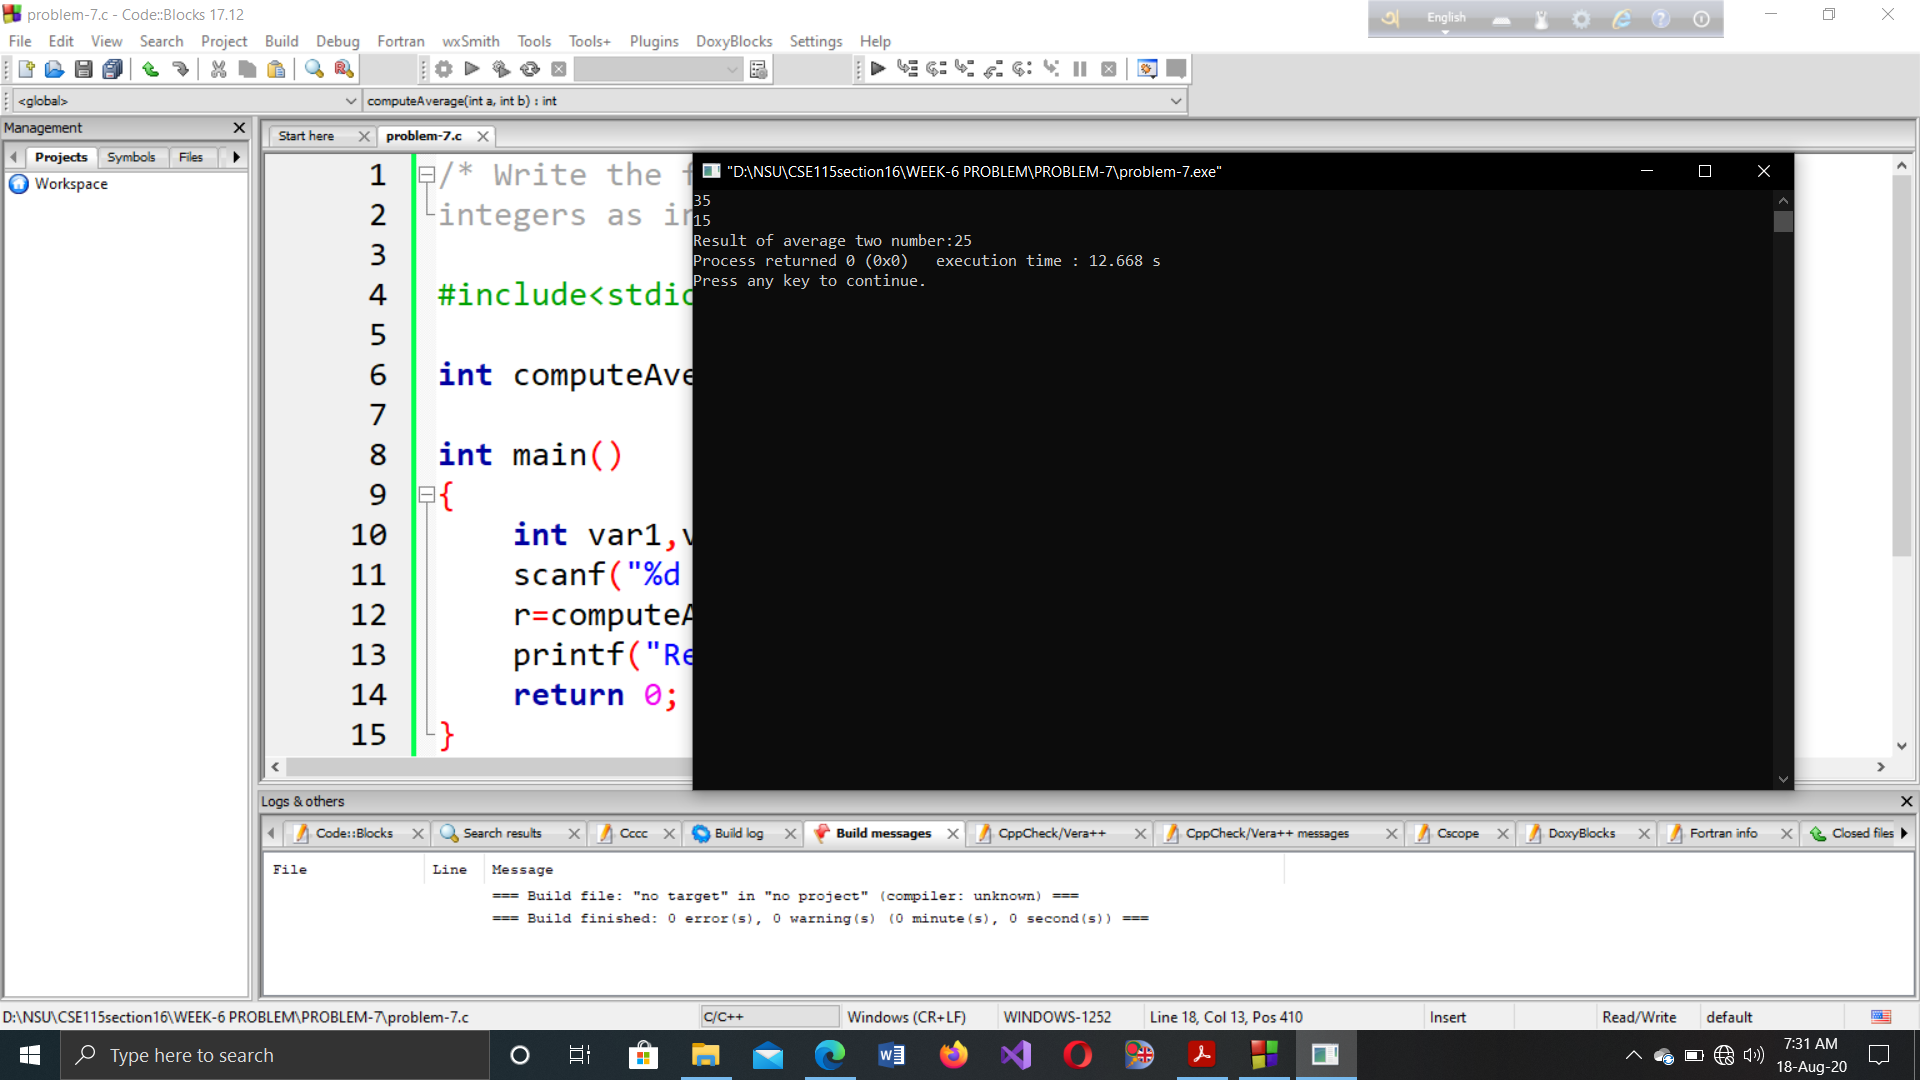 problem-7.c - Code::Blocks 17.12
English
File Edit View Search Project Build Debug Fortran wxSmith Tools Tools+ Plugins DoxyBlocks Settings Help
<global>
computeAverage(int a, int b) : int
Management
Projects Symbols Files
Workspace
Start here
problem-7.c
1 /* Write the f
2 integers as in
3
4 #include<stdio
5
6 int computeAve
7
8 int main()
9 {
10 int var1,v
11 scanf("%d
12 r=computeA
13 printf("Re
14 return 0;
15 }
"D:\NSU\CSE115section16\WEEK-6 PROBLEM\PROBLEM-7\problem-7.exe"
35
15
Result of average two number:25
Process returned 0 (0x0)   execution time : 12.668 s
Press any key to continue.
Logs & others
Code::Blocks Search results Cccc Build log Build messages CppCheck/Vera++ CppCheck/Vera++ messages Cscope DoxyBlocks Fortran info Closed files
File Line Message
=== Build file: "no target" in "no project" (compiler: unknown) ===
=== Build finished: 0 error(s), 0 warning(s) (0 minute(s), 0 second(s)) ===
D:\NSU\CSE115section16\WEEK-6 PROBLEM\PROBLEM-7\problem-7.c C/C++ Windows (CR+LF) WINDOWS-1252 Line 18, Col 13, Pos 410 Insert Read/Write default
Type here to search
7:31 AM
18-Aug-20